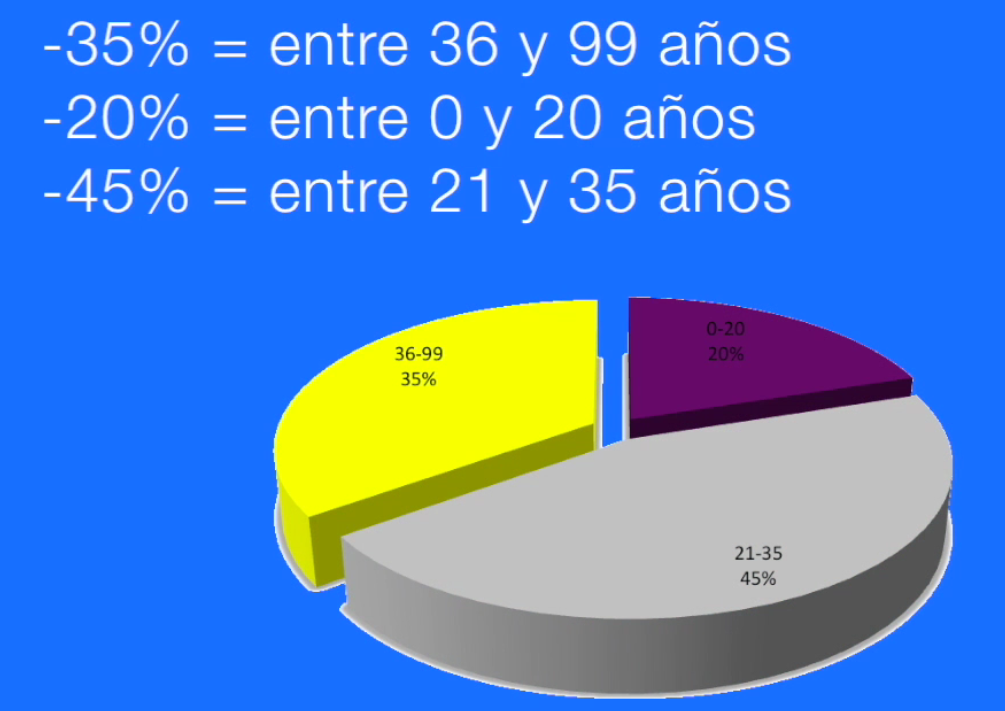 -35% = entre 36 y 99 años
-20% = entre 0 y 20 años
-45% = entre 21 y 35 años
0-20
20%
36-99
35%
21-35
45%